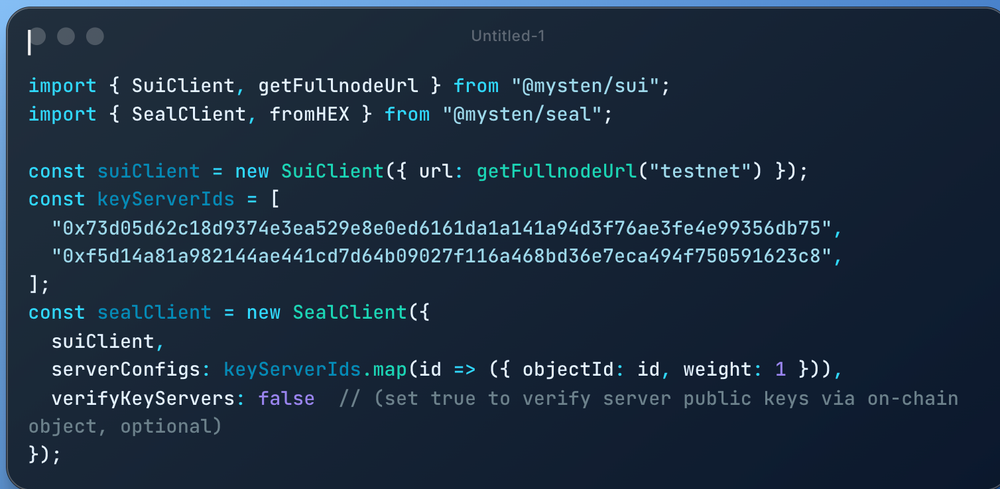 Untitled-1
import { SuiClient, getFullnodeUrl } from "@mysten/sui";
import { SealClient, fromHEX } from "@mysten/seal";
const suiClient = new SuiClient({ url: getFullnodeUrl("testnet") });
const keyServerIds = [
  "0x73d05d62c18d9374e3ea529e8e0ed6161da1a141a94d3f76ae3fe4e99356db75",
  "0xf5d14a81a982144ae441cd7d64b09027f116a468bd36e7eca494f750591623c8",
];
const sealClient = new SealClient({
  suiClient,
  serverConfigs: keyServerIds.map(id => ({ objectId: id, weight: 1 })),
  verifyKeyServers: false  // (set true to verify server public keys via on-chain
object, optional)
});